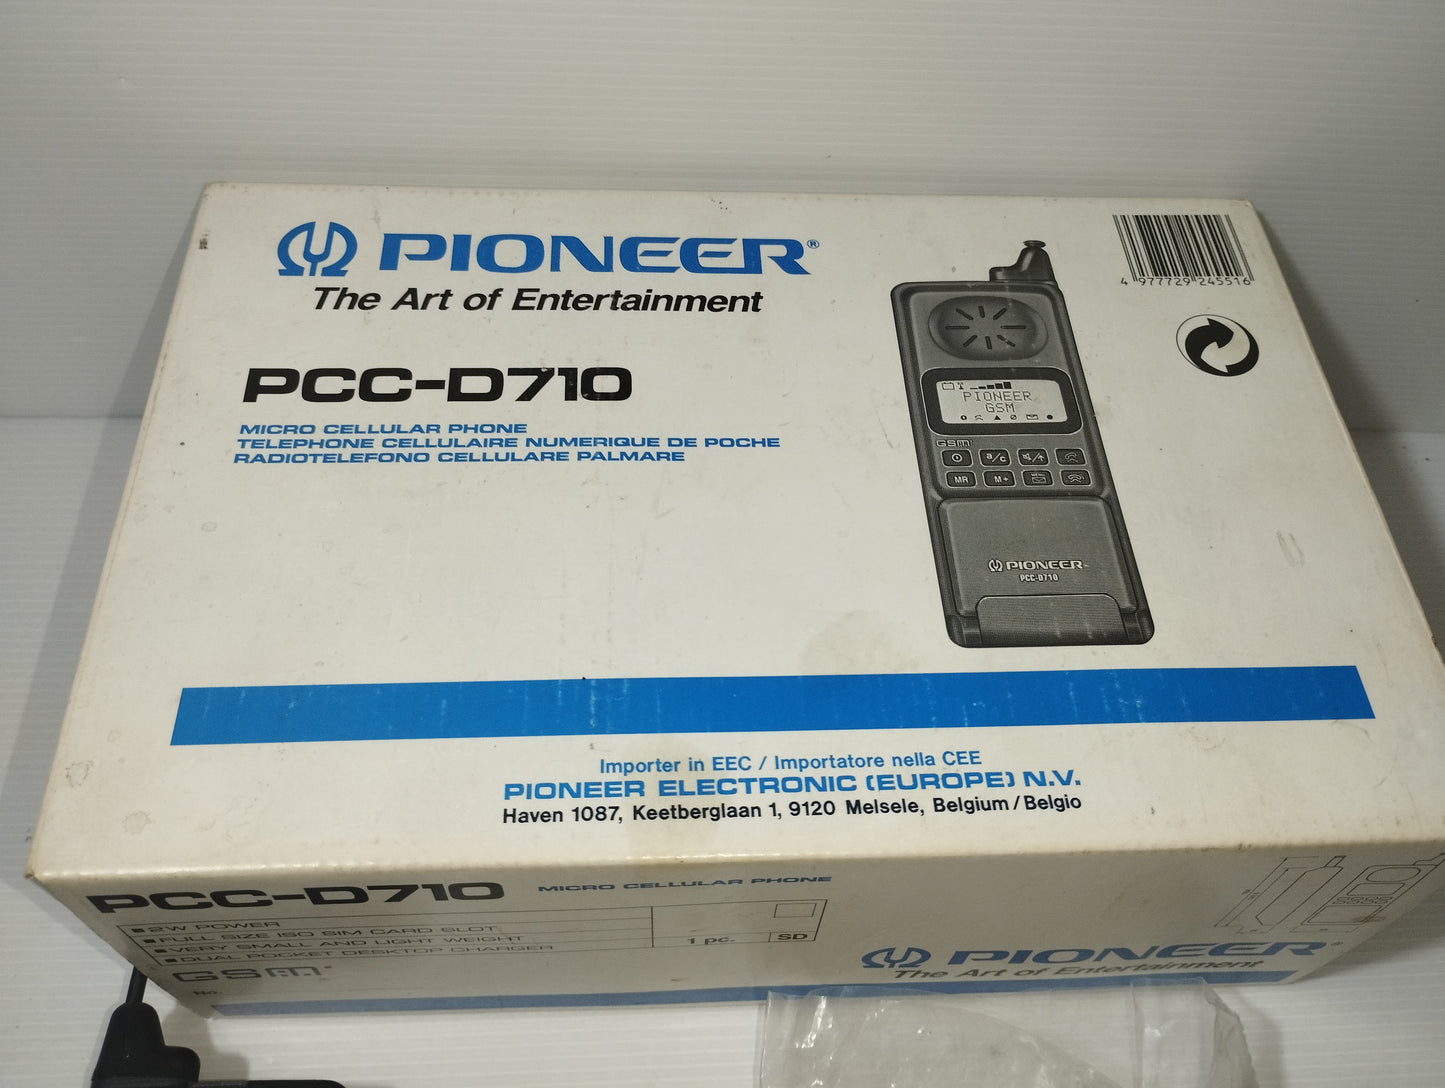 PIONEER®
The Art of Entertainment
PCC-D710
MICRO CELLULAR PHONE
TELEPHONE CELLULAIRE NUMERIQUE DE POCHE
RADIOTELEFONO CELLULARE PALMARE
4 977729 245516
PIONEER
GSM
GSM
a/c
MR
M+
PIONEER
PCC-D710
Importer in EEC / Importatore nella CEE
PIONEER ELECTRONIC (EUROPE) N.V.
Haven 1087, Keetberglaan 1, 9120 Melsele, Belgium / Belgio
PCC-D710 MICRO CELLULAR PHONE
■2W POWER
■FULL SIZE ISO SIM CARD SLOT
■VERY SMALL AND LIGHT WEIGHT
■DUAL POCKET DESKTOP CHARGER
1 pc. SD
GSM
No.
PIONEER®
The Art of Entertainment